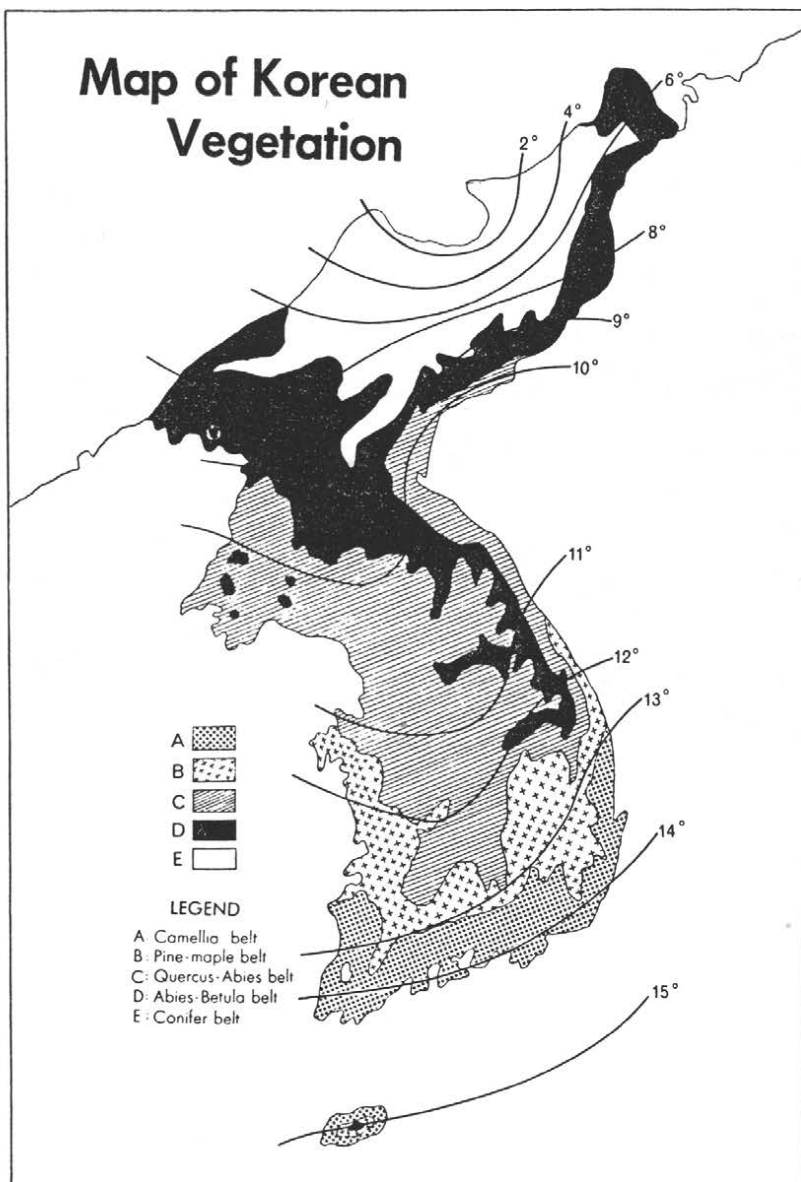 Map of Korean
Vegetation
6°
4°
2°
8°
9°
10°
11°
12°
13°
14°
15°
A
B
C
D
E
LEGEND
A: Camellia belt
B: Pine-maple belt
C: Quercus-Abies belt
D: Abies-Betula belt
E: Conifer belt